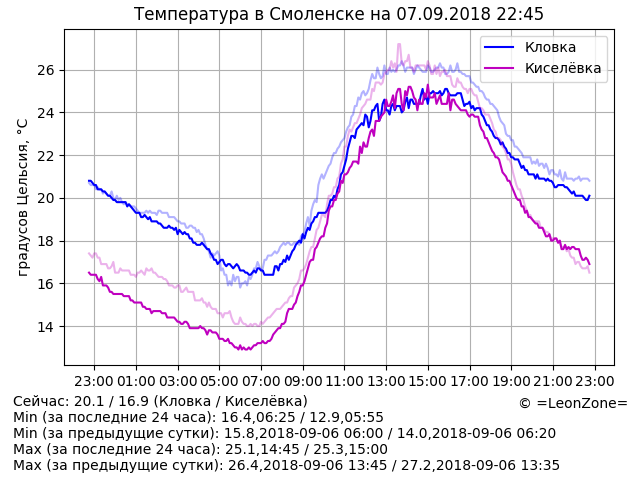 Температура в Смоленске на 07.09.2018 22:45
градусов Цельсия, °C
26
24
22
20
18
16
14
Кловка
Киселёвка
23:00 01:00 03:00 05:00 07:00 09:00 11:00 13:00 15:00 17:00 19:00 21:00 23:00
Сейчас: 20.1 / 16.9 (Кловка / Киселёвка)
© =LeonZone=
Min (за последние 24 часа): 16.4,06:25 / 12.9,05:55
Min (за предыдущие сутки): 15.8,2018-09-06 06:00 / 14.0,2018-09-06 06:20
Max (за последние 24 часа): 25.1,14:45 / 25.3,15:00
Max (за предыдущие сутки): 26.4,2018-09-06 13:45 / 27.2,2018-09-06 13:35